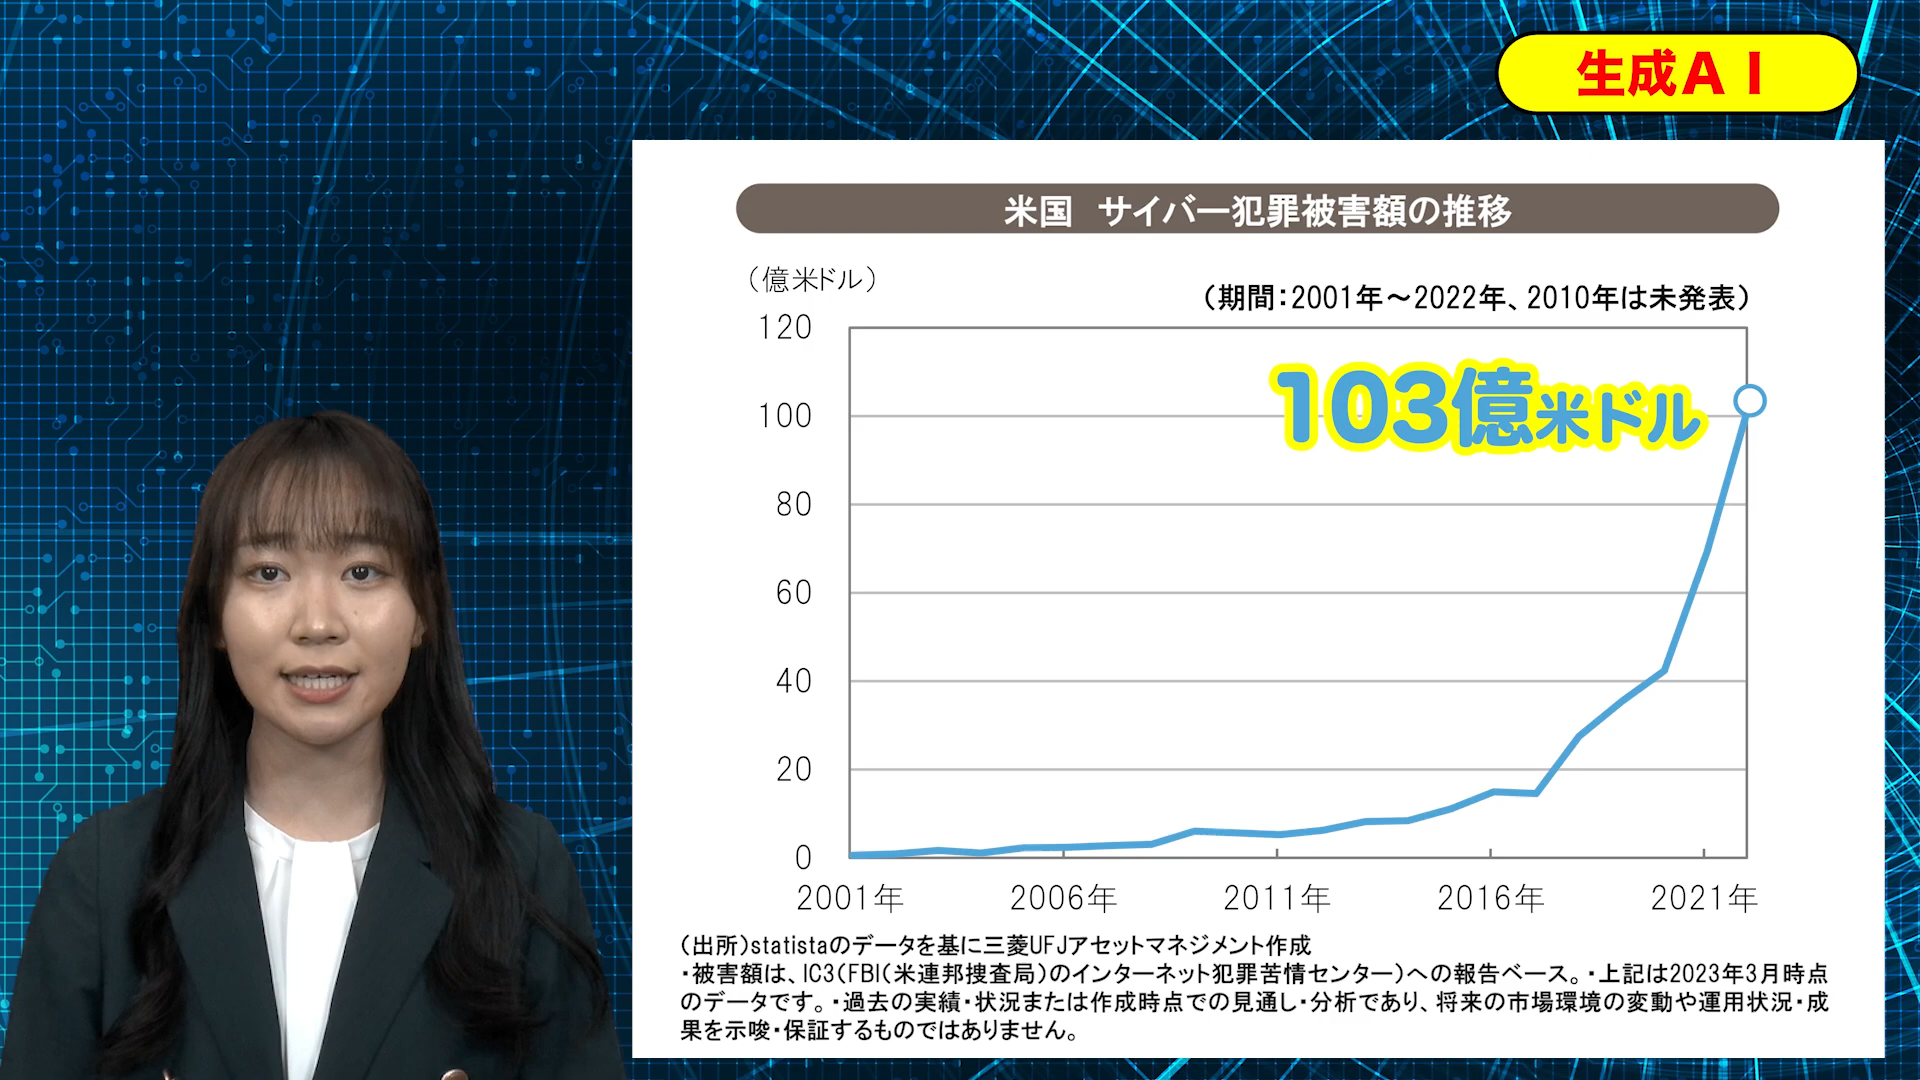 生成ＡＩ
米国　サイバー犯罪被害額の推移
（億米ドル）
（期間：2001年～2022年、2010年は未発表）
120
100
80
60
40
20
0
103億米ドル
2001年 2006年 2011年 2016年 2021年
（出所）statistaのデータを基に三菱UFJアセットマネジメント作成
・被害額は、IC3（FBI（米連邦捜査局）のインターネット犯罪苦情センター）への報告ベース。・上記は2023年3月時点
のデータです。・過去の実績・状況または作成時点での見通し・分析であり、将来の市場環境の変動や運用状況・成
果を示唆・保証するものではありません。